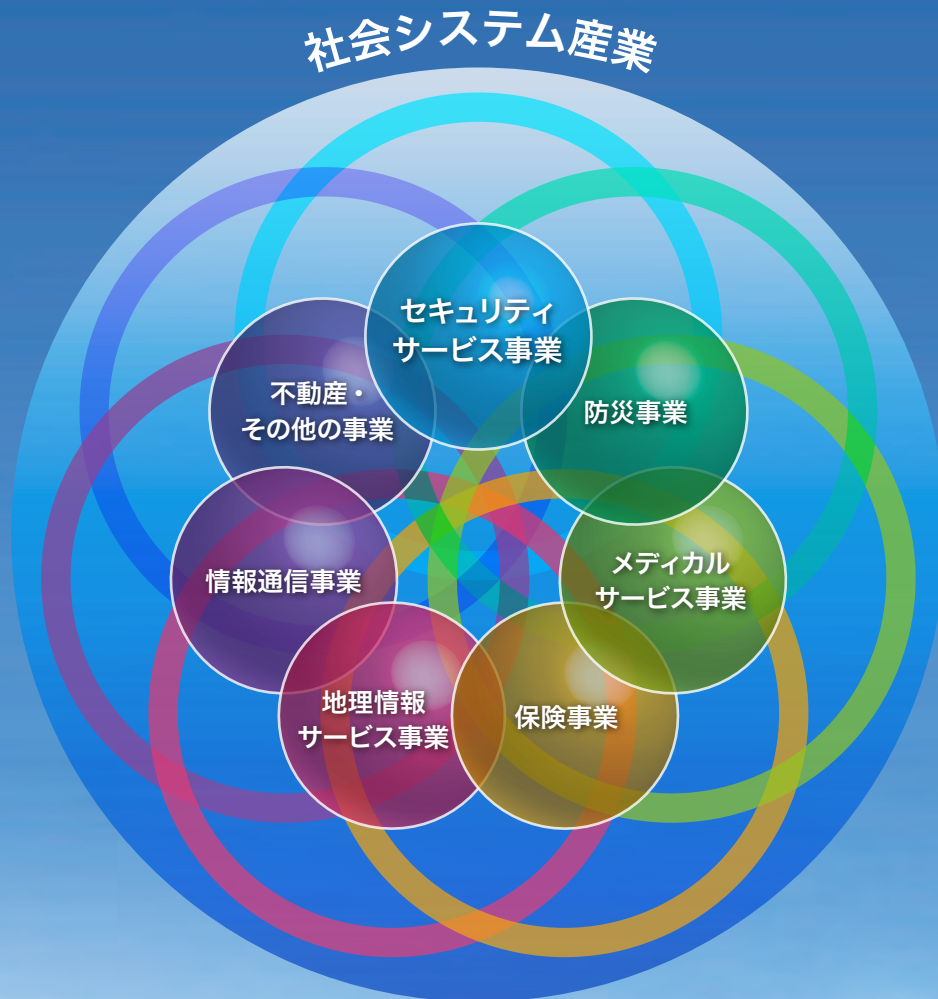 社会システム産業
セキュリティ
サービス事業
防災事業
メディカル
サービス事業
保険事業
地理情報
サービス事業
情報通信事業
不動産・
その他の事業